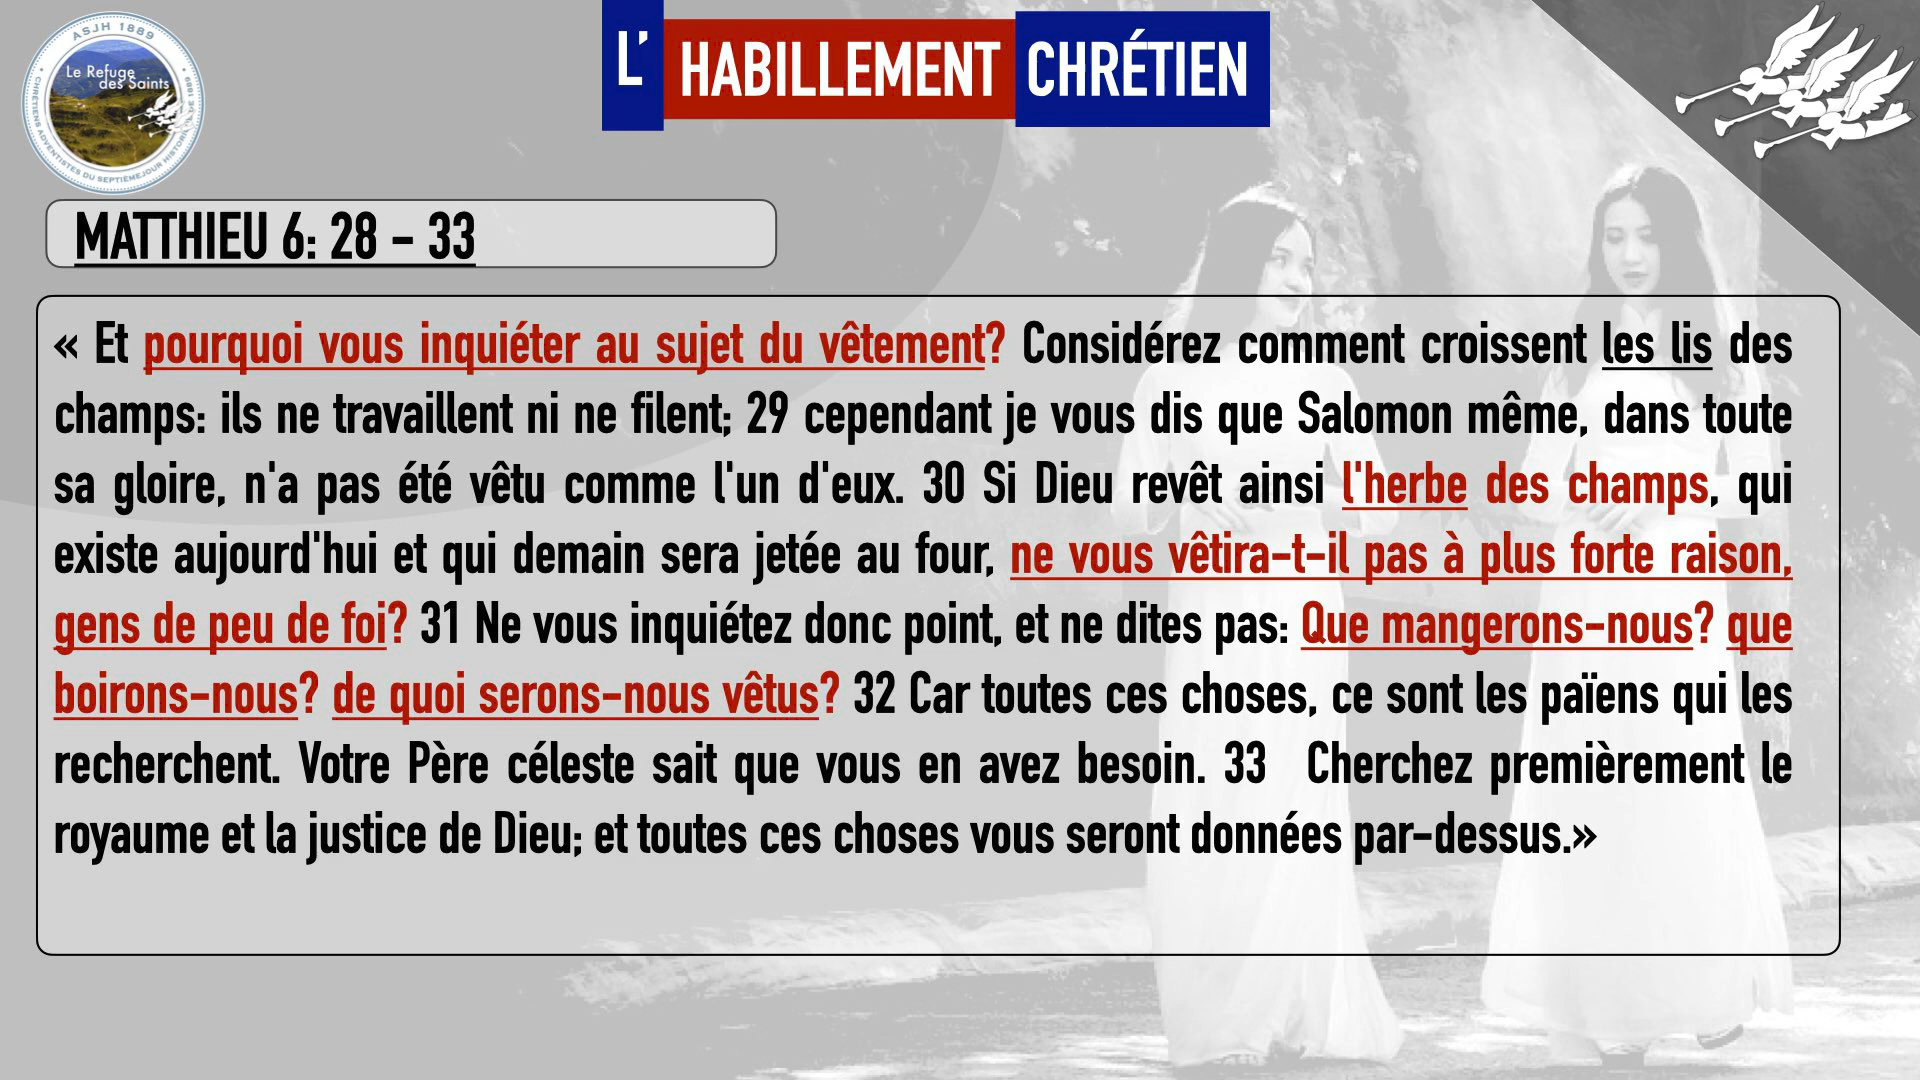 ASJH 1889
Le Refuge
des Saints
CHRÉTIENS ADVENTISTES DU SEPTIÈME JOUR HISTORIQUE 1889
L'HABILLEMENT CHRÉTIEN
MATTHIEU 6: 28 - 33
« Et pourquoi vous inquiéter au sujet du vêtement? Considérez comment croissent les lis des
champs: ils ne travaillent ni ne filent; 29 cependant je vous dis que Salomon même, dans toute
sa gloire, n'a pas été vêtu comme l'un d'eux. 30 Si Dieu revêt ainsi l'herbe des champs, qui
existe aujourd'hui et qui demain sera jetée au four, ne vous vêtira-t-il pas à plus forte raison,
gens de peu de foi? 31 Ne vous inquiétez donc point, et ne dites pas: Que mangerons-nous? que
boirons-nous? de quoi serons-nous vêtus? 32 Car toutes ces choses, ce sont les païens qui les
recherchent. Votre Père céleste sait que vous en avez besoin. 33 Cherchez premièrement le
royaume et la justice de Dieu; et toutes ces choses vous seront données par-dessus.»